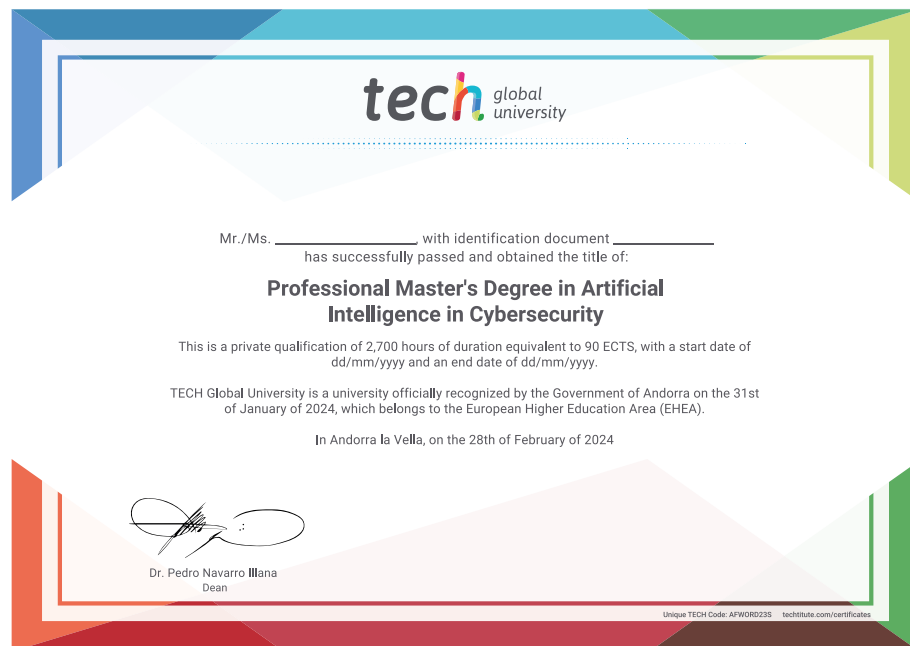 tech global
university
Mr./Ms. ________________, with identification document ____________
has successfully passed and obtained the title of:
Professional Master's Degree in Artificial
Intelligence in Cybersecurity
This is a private qualification of 2,700 hours of duration equivalent to 90 ECTS, with a start date of
dd/mm/yyyy and an end date of dd/mm/yyyy.
TECH Global University is a university officially recognized by the Government of Andorra on the 31st
of January of 2024, which belongs to the European Higher Education Area (EHEA).
In Andorra la Vella, on the 28th of February of 2024
Dr. Pedro Navarro Illana
Dean
Unique TECH Code: AFWORD23S techtitute.com/certificates